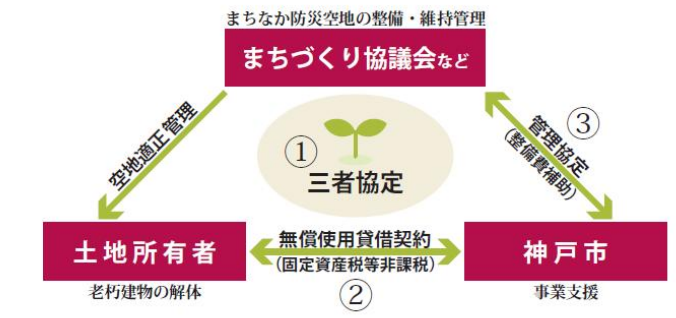 まちなか防災空地の整備・維持管理
まちづくり協議会など
空地適正管理
①
三者協定
③
管理協定
(整備費補助)
土地所有者
老朽建物の解体
無償使用貸借契約
(固定資産税等非課税)
②
神戸市
事業支援